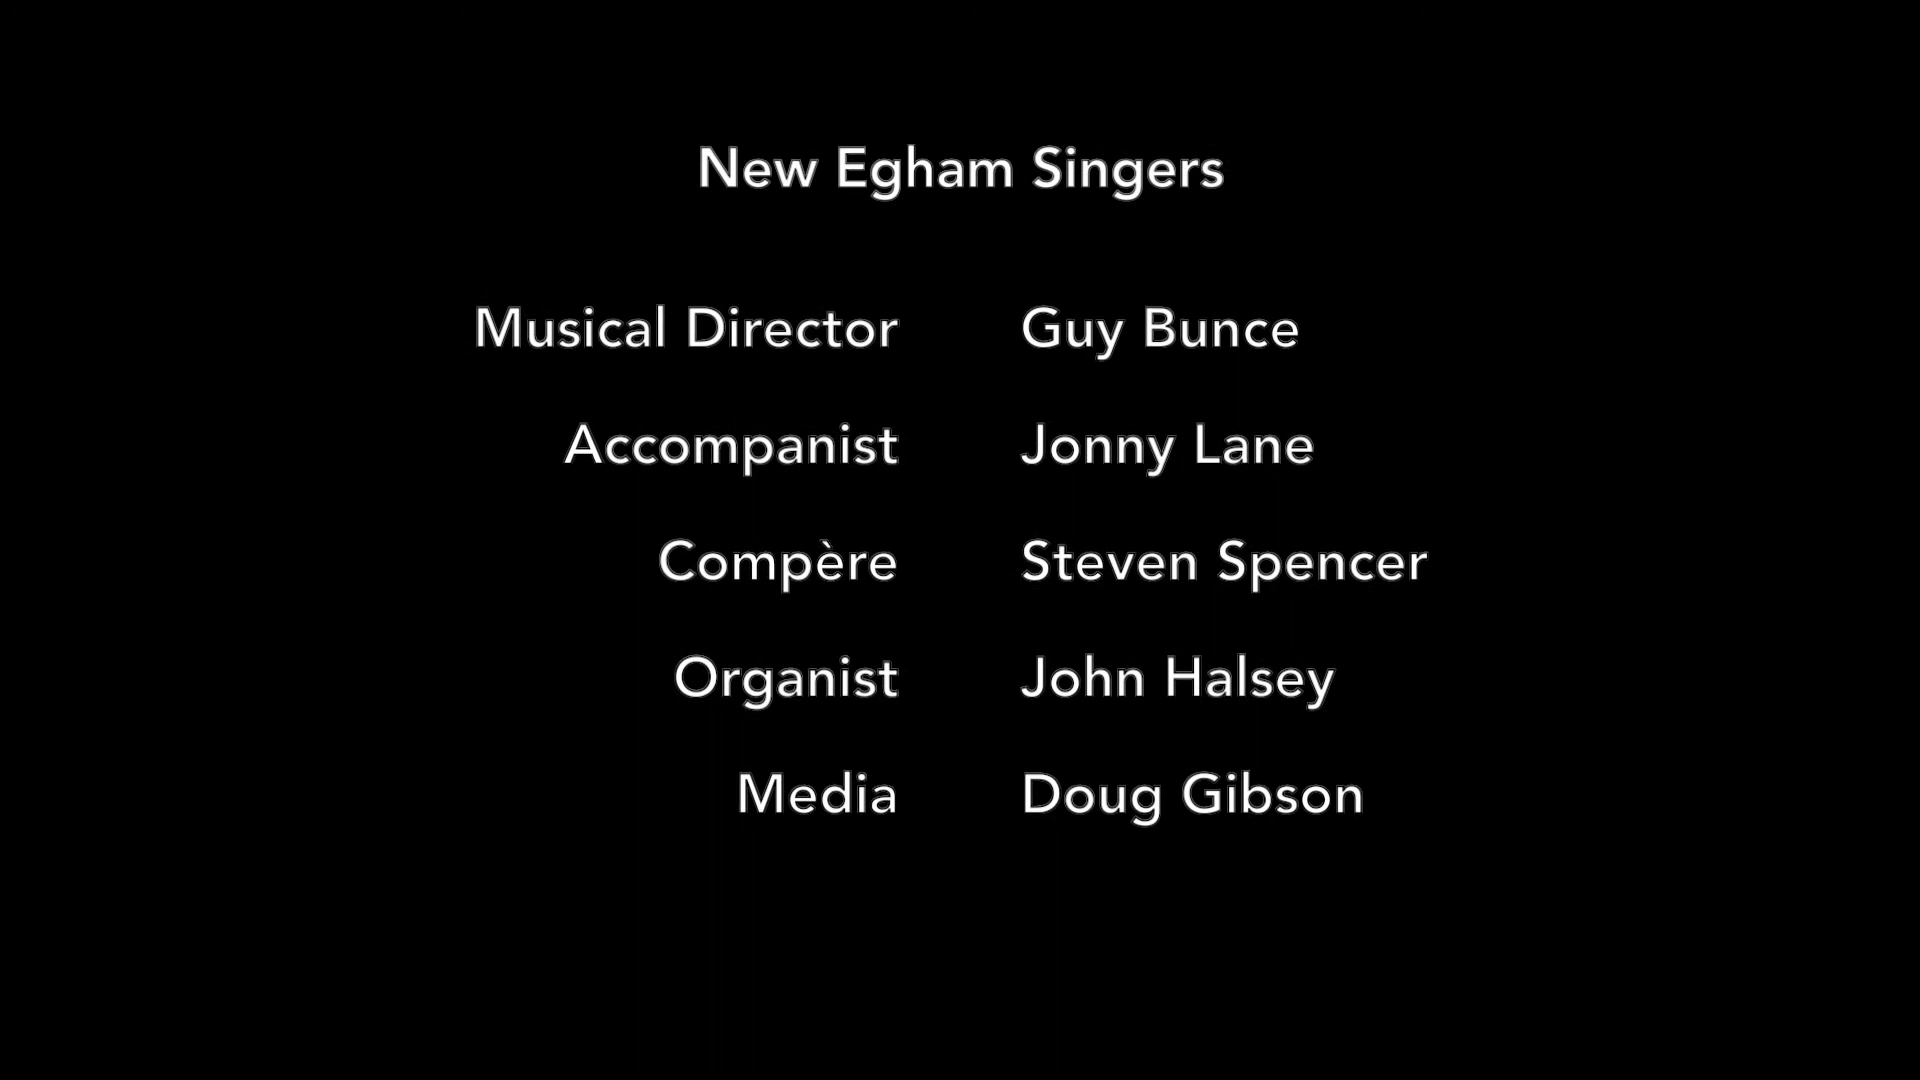 New Egham Singers
Musical Director Guy Bunce
Accompanist Jonny Lane
Compère Steven Spencer
Organist John Halsey
Media Doug Gibson